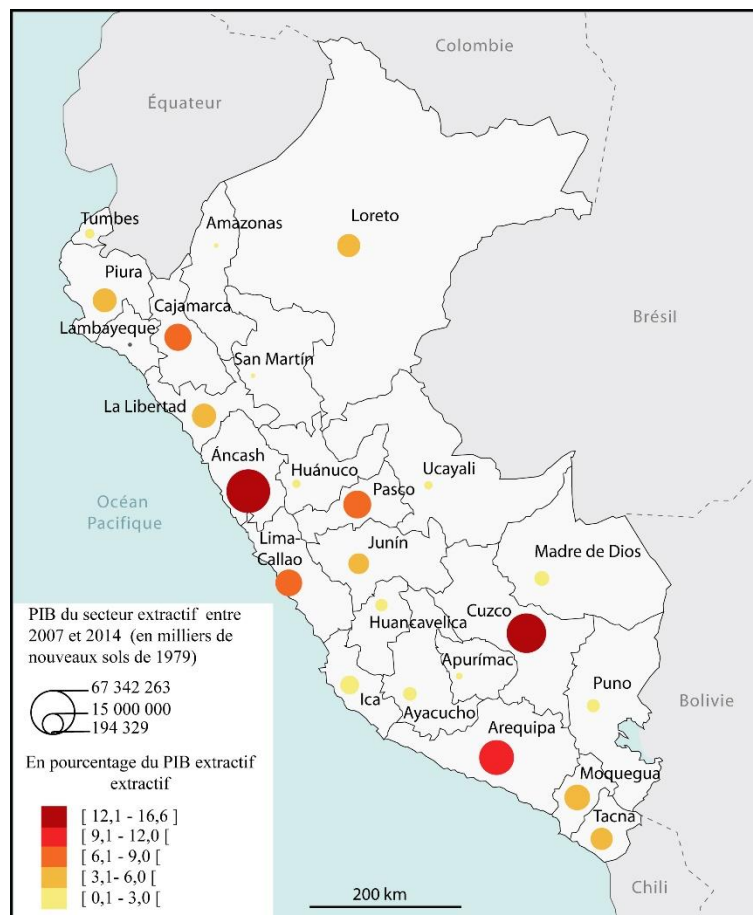 Colombie
Équateur
Tumbes
Amazonas
Loreto
Piura
Cajamarca
Brésil
Lambayeque
San Martín
La Libertad
Áncash
Huánuco
Ucayali
Pasco
Océan
Pacifique
Lima-
Callao
Junín
Madre de Dios
Cuzco
Huancavelica
Apurímac
Ica
Ayacucho
Puno
Bolivie
Arequipa
Moquegua
Tacna
Chili
PIB du secteur extractif entre
2007 et 2014 (en milliers de
nouveaux sols de 1979)
67 342 263
15 000 000
194 329
En pourcentage du PIB extractif
extractif
[ 12,1 - 16,6 [
[ 9,1 - 12,0 [
[ 6,1 - 9,0 [
[ 3,1- 6,0 [
[ 0,1 - 3,0 [
200 km